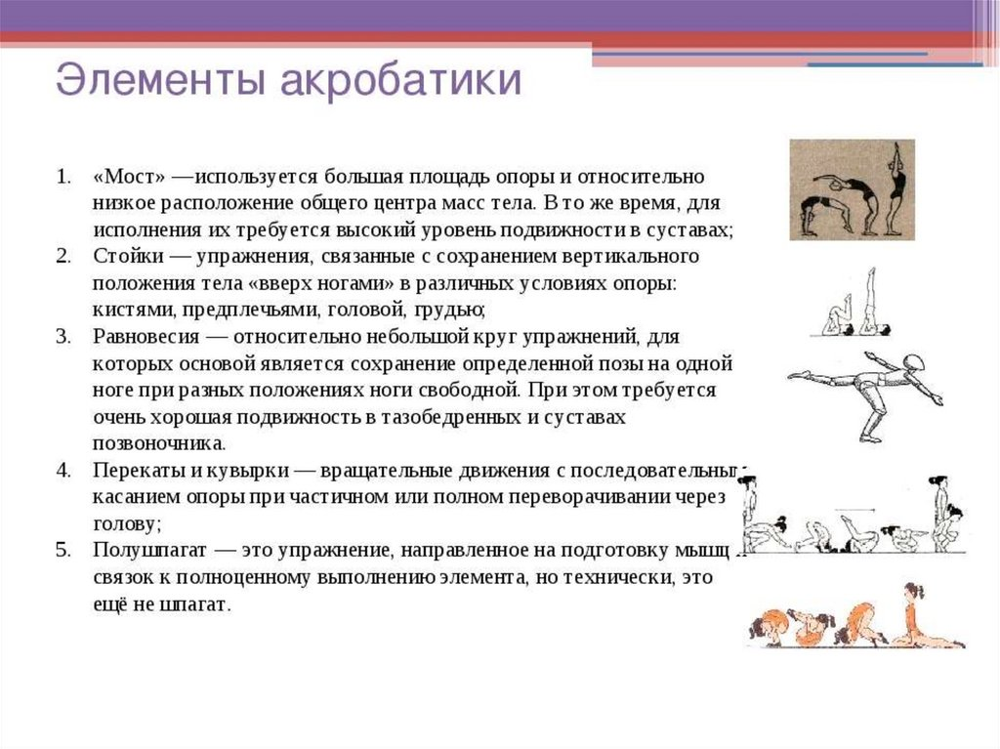 Элементы акробатики
1. «Мост» —используется большая площадь опоры и относительно
низкое расположение общего центра масс тела. В то же время, для
исполнения их требуется высокий уровень подвижности в суставах;
2. Стойки — упражнения, связанные с сохранением вертикального
положения тела «вверх ногами» в различных условиях опоры:
кистями, предплечьями, головой, грудью;
3. Равновесия — относительно небольшой круг упражнений, для
которых основой является сохранение определенной позы на одной
ноге при разных положениях ноги свободной. При этом требуется
очень хорошая подвижность в тазобедренных и суставах
позвоночника.
4. Перекаты и кувырки — вращательные движения с последовательным
касанием опоры при частичном или полном переворачивании через
голову;
5. Полушпагат — это упражнение, направленное на подготовку мышц
связок к полноценному выполнению элемента, но технически, это
ещё не шпагат.